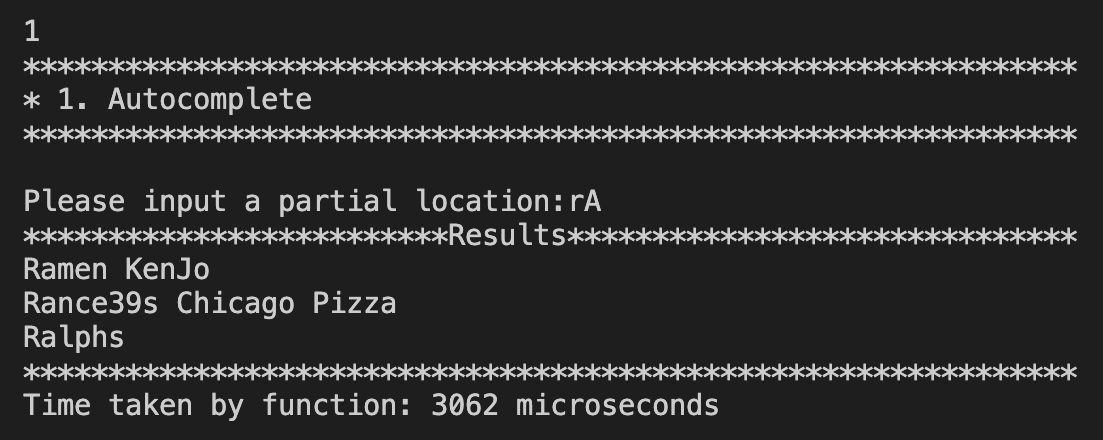 1
**************************************************************
* 1. Autocomplete
**************************************************************
Please input a partial location:rA
*************************Results******************************
Ramen KenJo
Rance39s Chicago Pizza
Ralphs
**************************************************************
Time taken by function: 3062 microseconds